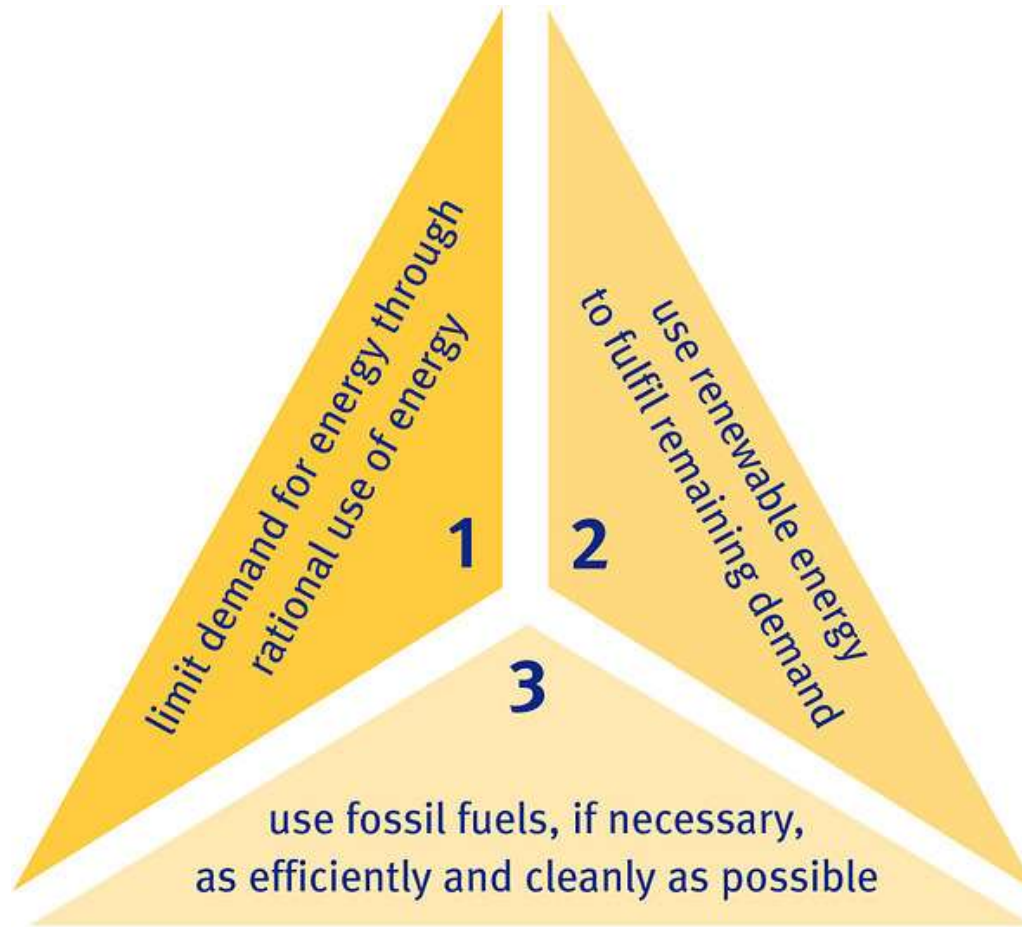 limit demand for energy through
rational use of energy
1
2
use renewable energy
to fulfil remaining demand
3
use fossil fuels, if necessary,
as efficiently and cleanly as possible